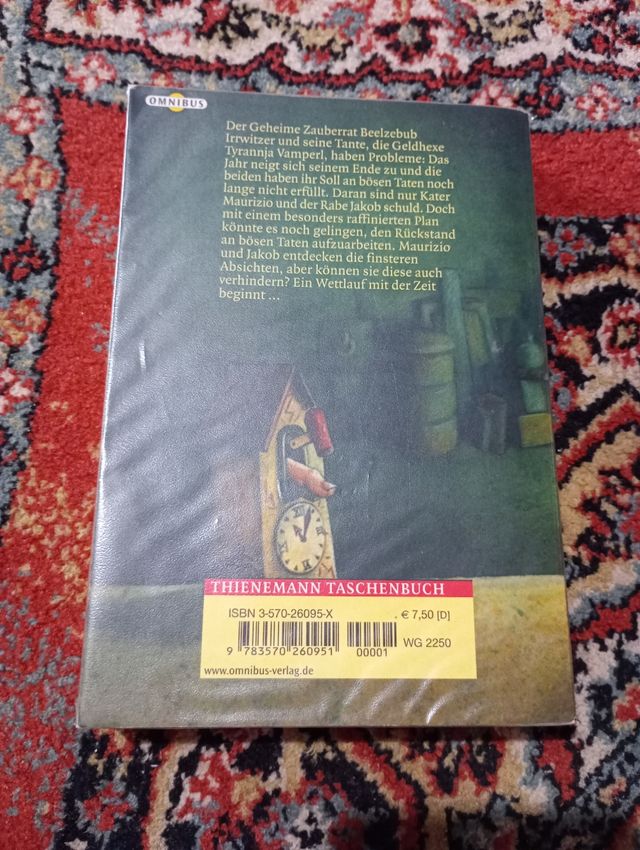 OMNIBUS
Der Geheime Zauberrat Beelzebub
Irrwitzer und seine Tante, die Geldhexe
Tyrannja Vamperl, haben Probleme: Das
Jahr neigt sich seinem Ende zu und die
beiden haben ihr Soll an bösen Taten noch
lange nicht erfüllt. Daran sind nur Kater
Maurizio und der Rabe Jakob schuld. Doch
mit einem besonders raffinierten Plan
könnte es noch gelingen, den Rückstand
an bösen Taten aufzuarbeiten. Maurizio
und Jakob entdecken die finsteren
Absichten, aber können sie diese auch
verhindern? Ein Wettlauf mit der Zeit
beginnt ...
THIENEMANN TASCHENBUCH
ISBN 3-570-26095-X . € 7,50 [D]
9 783570 260951 00001 WG 2250
www.omnibus-verlag.de